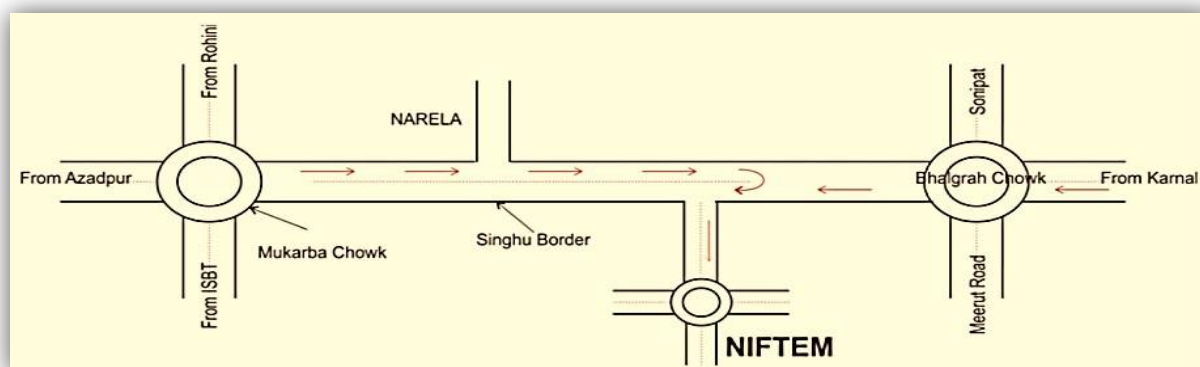 From Rohini
Sonipat
NARELA
From Azadpur
Bhalgrah Chowk
From Karnal
Mukarba Chowk
Singhu Border
From ISBT
Meerut Road
NIFTEM